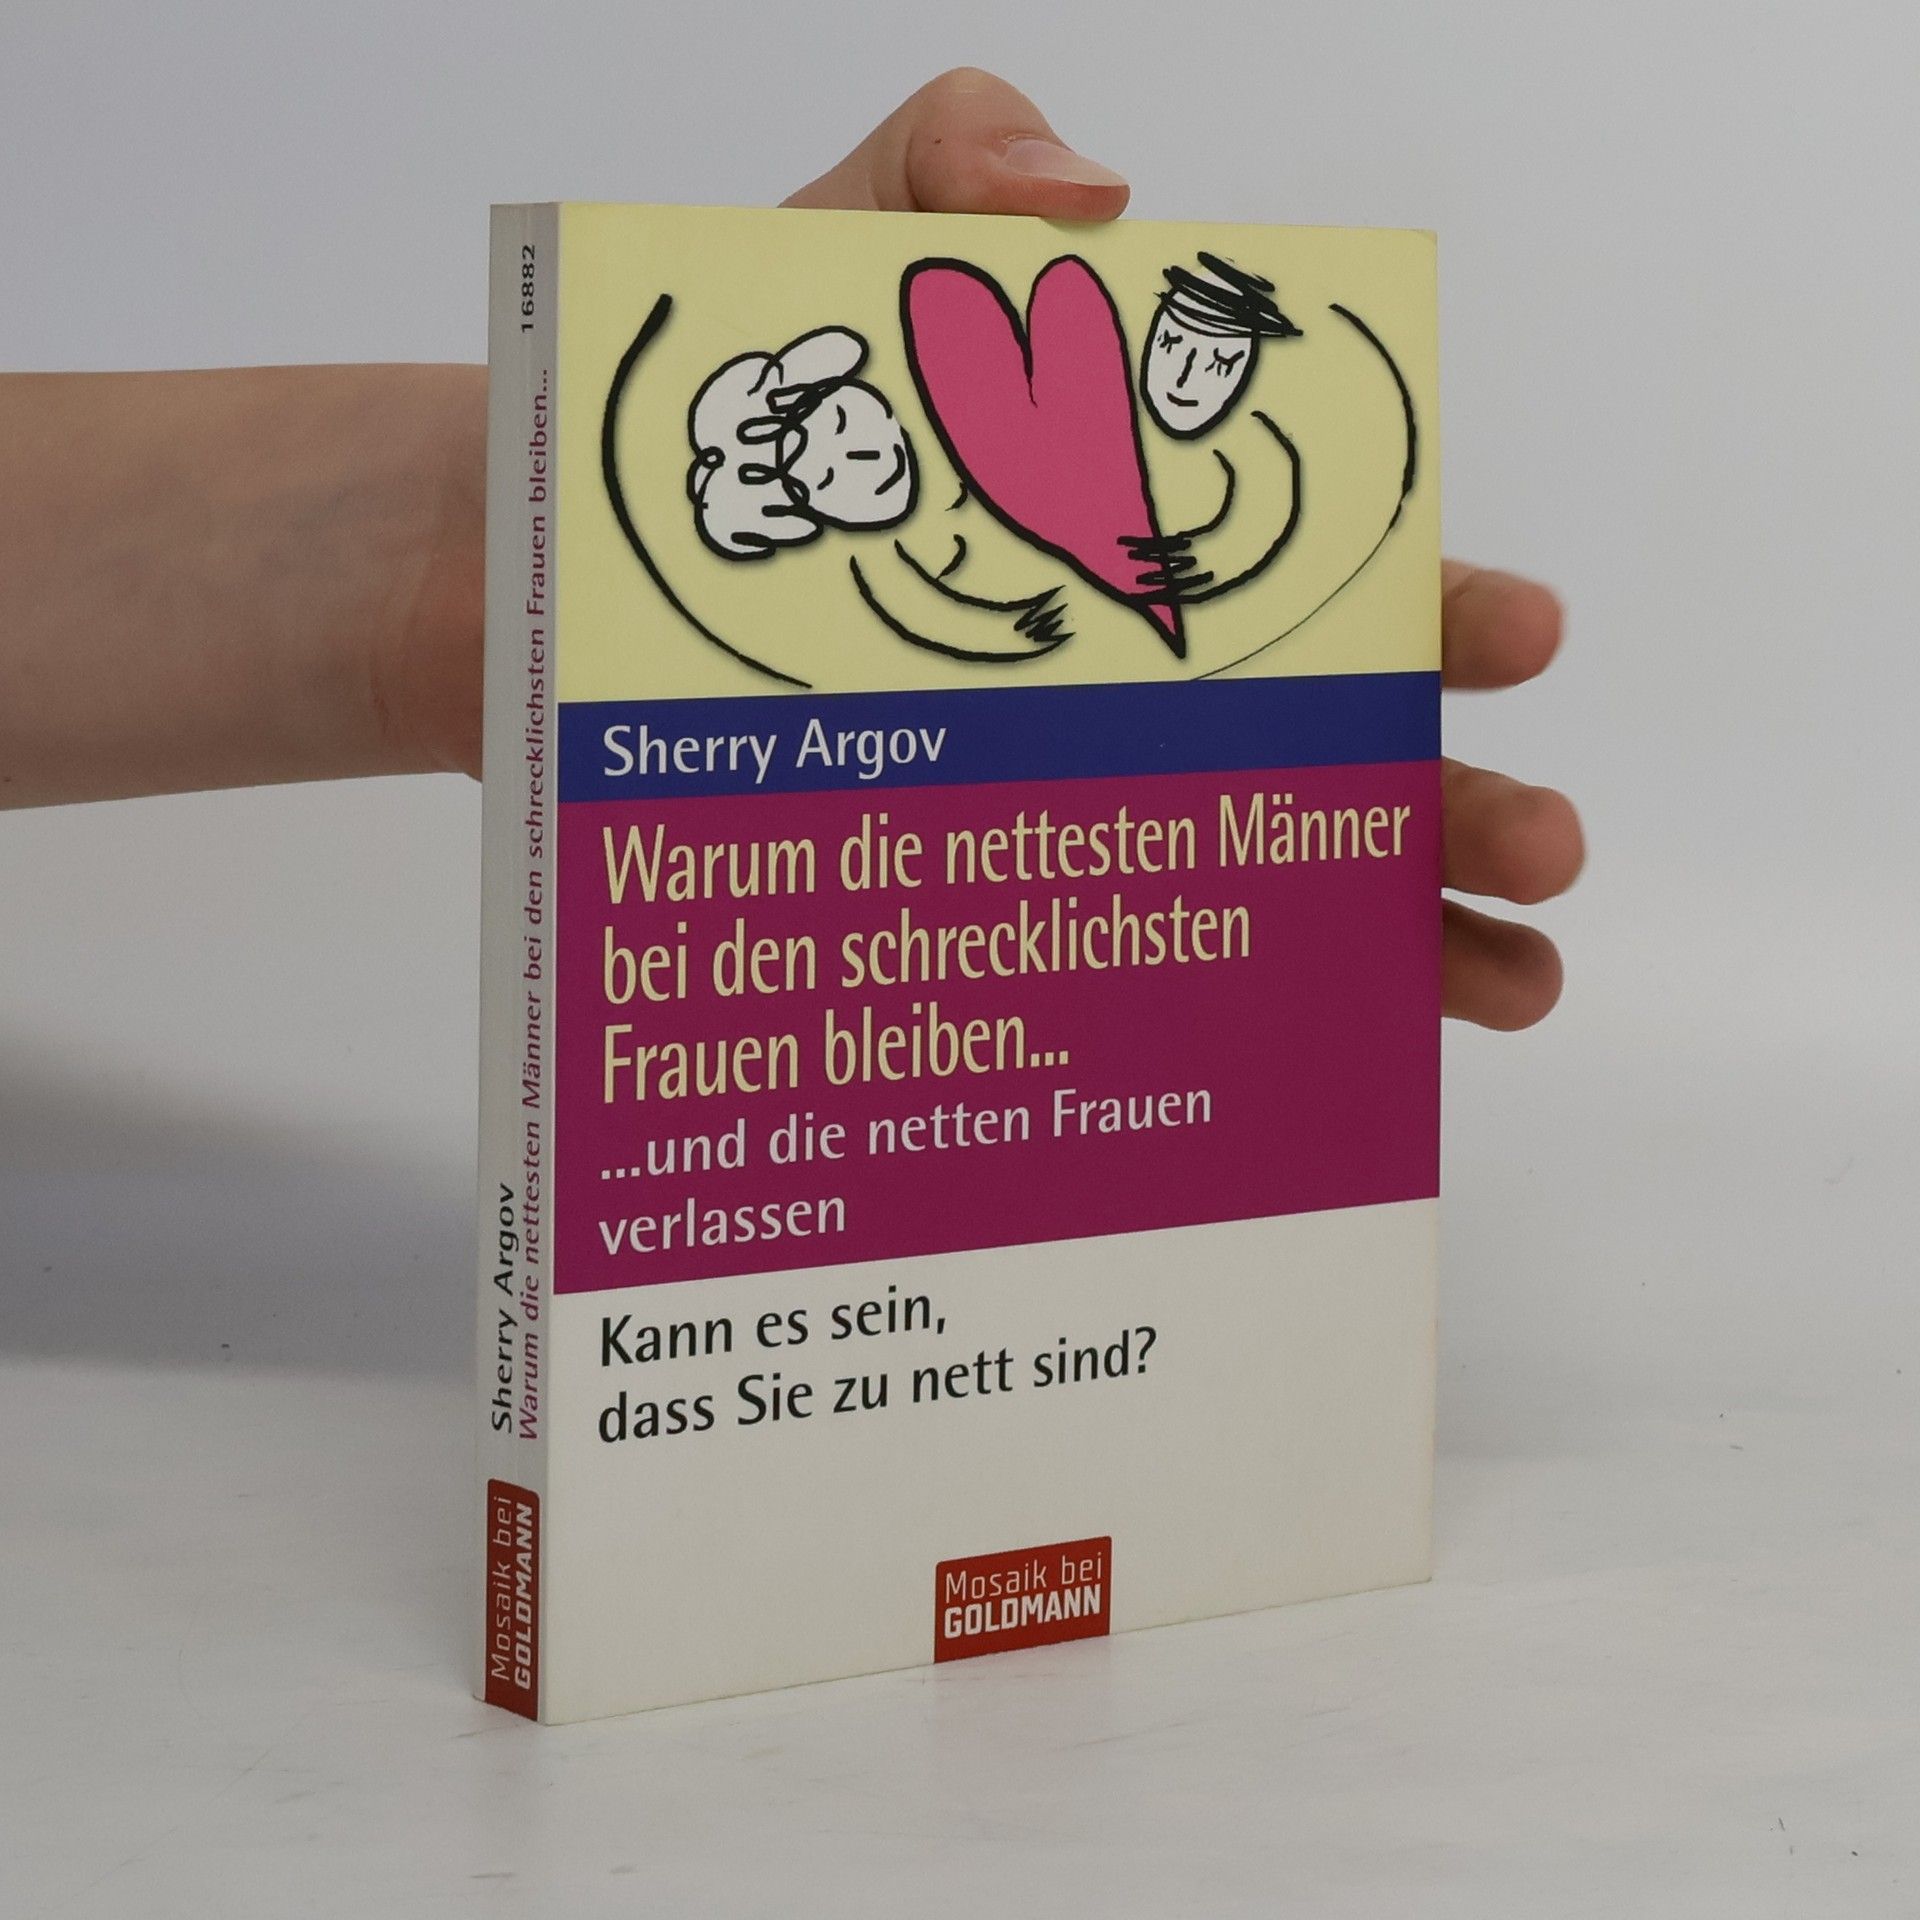 16882
Sherry Argov
Warum die nettesten Männer bei den schrecklichsten Frauen bleiben...
Mosaik bei
GOLDMANN
Sherry Argov
Warum die nettesten Männer
bei den schrecklichsten
Frauen bleiben...
...und die netten Frauen
verlassen
Kann es sein,
dass Sie zu nett sind?
Mosaik bei
GOLDMANN